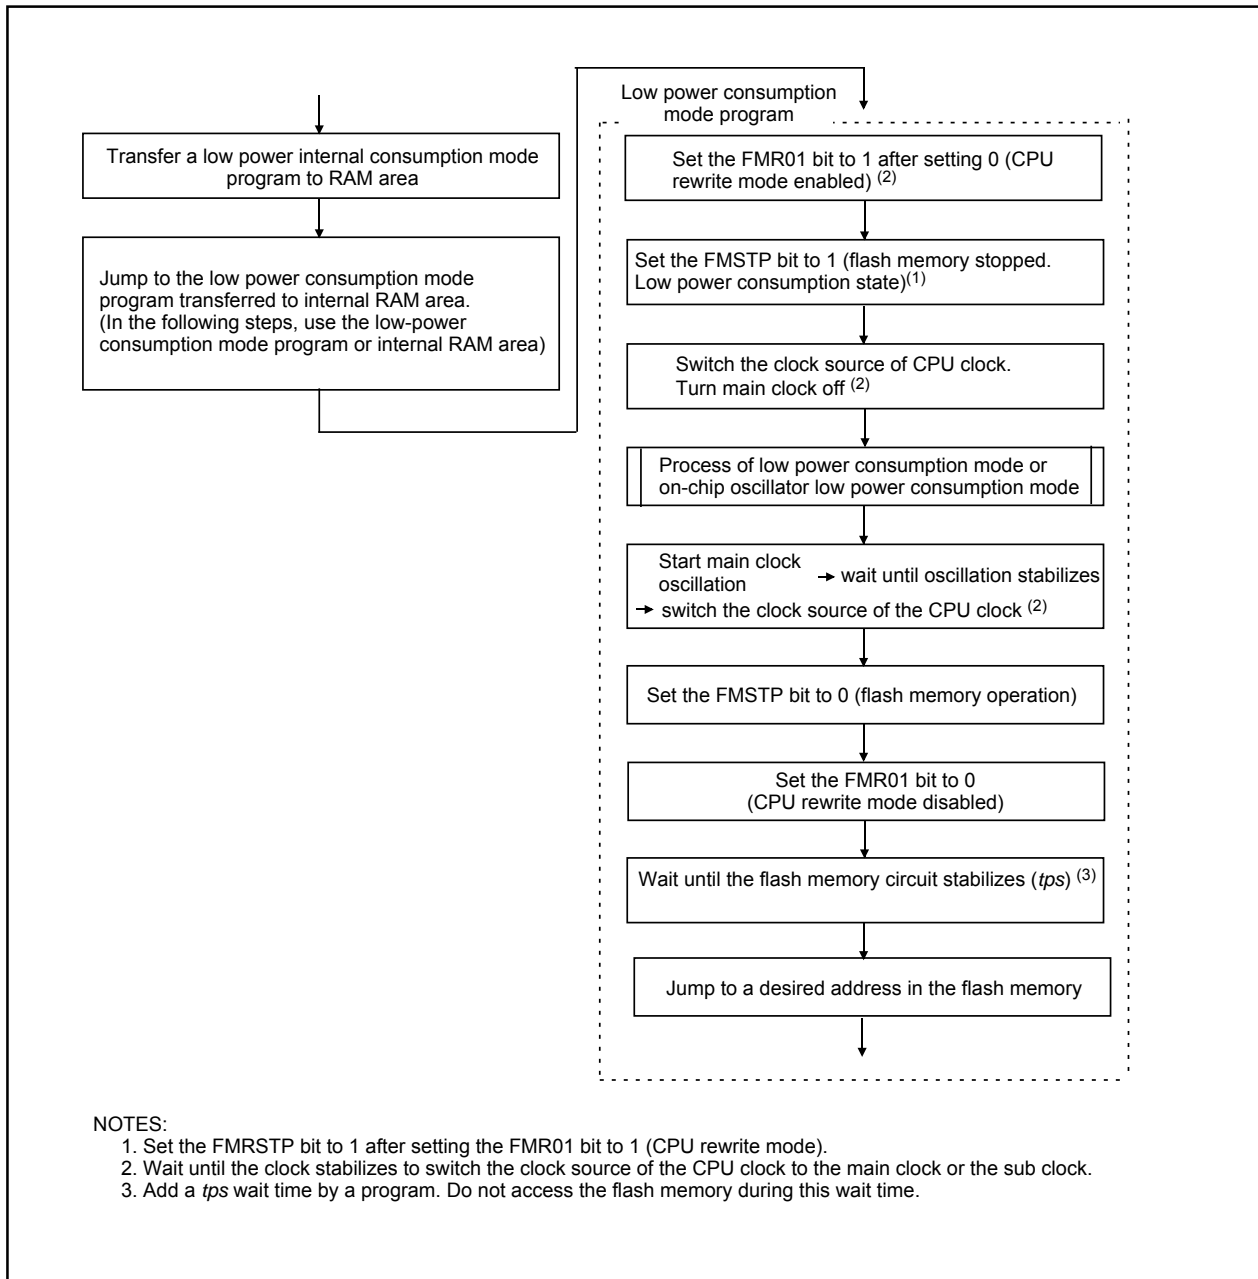 Transfer a low power internal consumption mode
program to RAM area
Jump to the low power consumption mode
program transferred to internal RAM area.
(In the following steps, use the low-power
consumption mode program or internal RAM area)
Low power consumption
mode program
Set the FMR01 bit to 1 after setting 0 (CPU
rewrite mode enabled) (2)
Set the FMSTP bit to 1 (flash memory stopped.
Low power consumption state)(1)
Switch the clock source of CPU clock.
Turn main clock off (2)
Process of low power consumption mode or
on-chip oscillator low power consumption mode
Start main clock
oscillation
→ wait until oscillation stabilizes
→ switch the clock source of the CPU clock (2)
Set the FMSTP bit to 0 (flash memory operation)
Set the FMR01 bit to 0
(CPU rewrite mode disabled)
Wait until the flash memory circuit stabilizes (tps) (3)
Jump to a desired address in the flash memory
NOTES:
1. Set the FMRSTP bit to 1 after setting the FMR01 bit to 1 (CPU rewrite mode).
2. Wait until the clock stabilizes to switch the clock source of the CPU clock to the main clock or the sub clock.
3. Add a tps wait time by a program. Do not access the flash memory during this wait time.